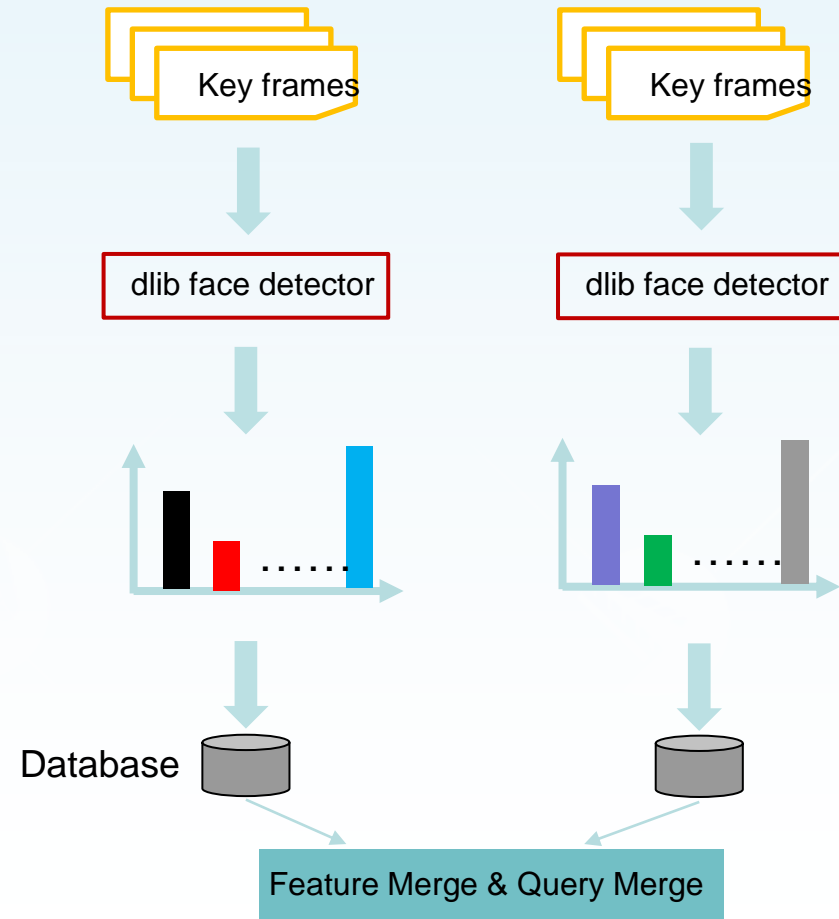 Key frames
Key frames
dlib face detector
dlib face detector
......
......
Database
Feature Merge & Query Merge